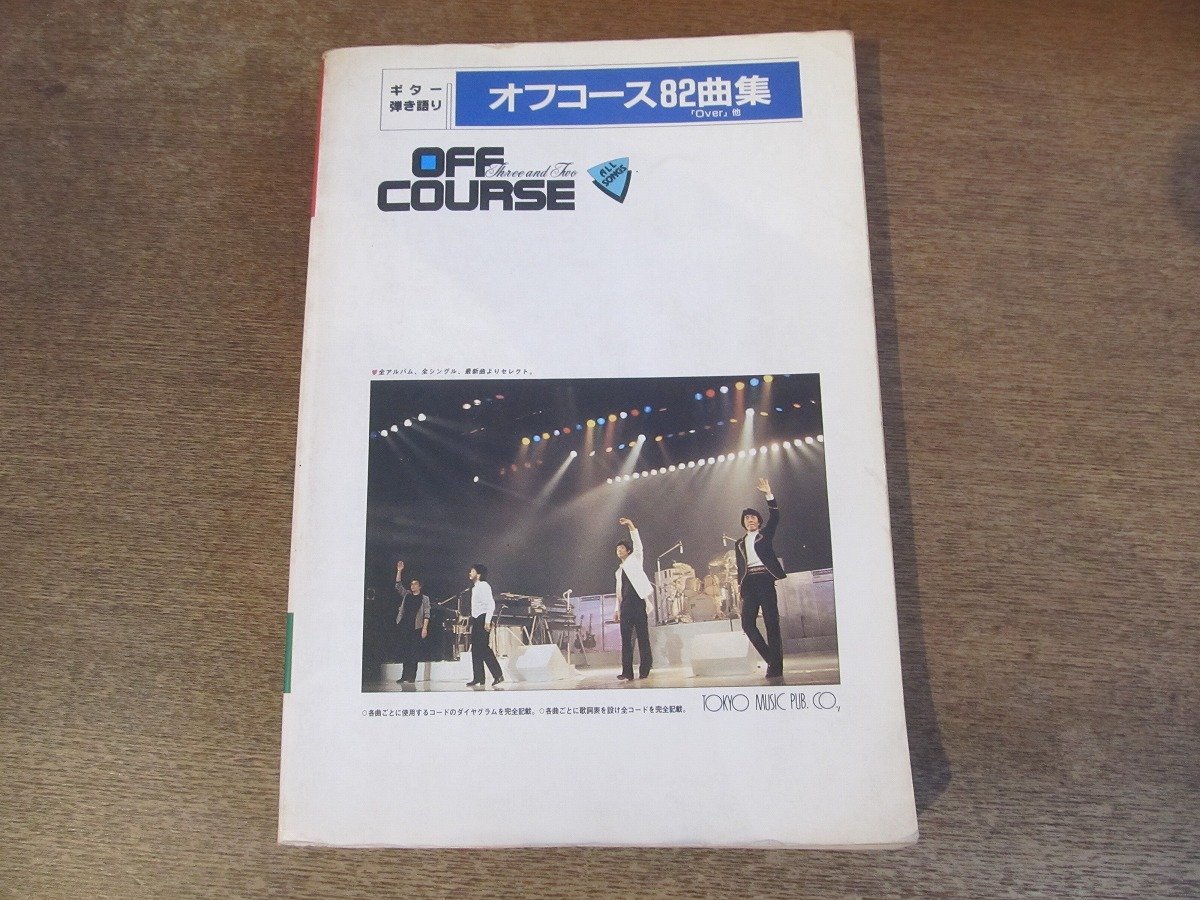 ギター
弾き語り
オフコース82曲集
「Over」他
OFF
Three and Two
COURSE
ALL
SONGS
全アルバム、全シングル、最新曲よりセレクト。
○各曲ごとに使用するコードのダイヤグラムを完全記載。○各曲ごとに歌詞表を設け全コードを完全記載。
TOKYO MUSIC PUB. CO,